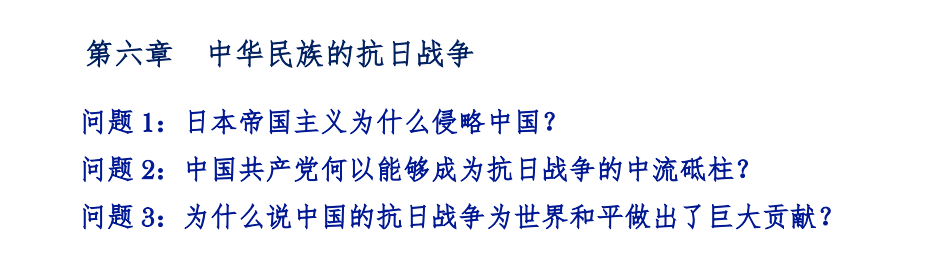 第六章　中华民族的抗日战争
问题 1：日本帝国主义为什么侵略中国？
问题 2：中国共产党何以能够成为抗日战争的中流砥柱？
问题 3：为什么说中国的抗日战争为世界和平做出了巨大贡献？